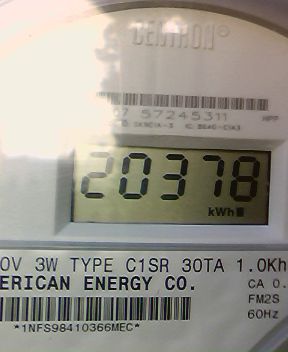 CENTRON®
57245311
20378
kWh
0V 3W TYPE C1SR 30TA 1.0Kh
ERICAN ENERGY CO.
CA 0.
FM2S
60Hz
*1NFS98410366MEC*